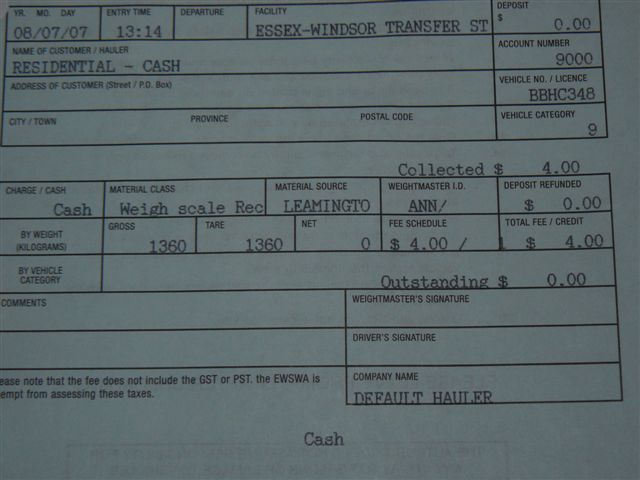 YR. MO. DAY ENTRY TIME DEPARTURE FACILITY DEPOSIT
08/07/07 13:14 ESSEX-WINDSOR TRANSFER ST $ 0.00
NAME OF CUSTOMER / HAULER ACCOUNT NUMBER
RESIDENTIAL - CASH 9000
ADDRESS OF CUSTOMER (Street / P.O. Box) VEHICLE NO. / LICENCE
BBHC348
CITY / TOWN PROVINCE POSTAL CODE VEHICLE CATEGORY
9
Collected $ 4.00
CHARGE / CASH MATERIAL CLASS MATERIAL SOURCE WEIGHTMASTER I.D. DEPOSIT REFUNDED
Cash Weigh scale Rec LEAMINGTO ANN/ $ 0.00
BY WEIGHT GROSS TARE NET FEE SCHEDULE TOTAL FEE / CREDIT
(KILOGRAMS) 1360 1360 0 $ 4.00 / 1 $ 4.00
BY VEHICLE
CATEGORY Outstanding $ 0.00
COMMENTS WEIGHTMASTER'S SIGNATURE
DRIVER'S SIGNATURE
ease note that the fee does not include the GST or PST. the EWSWA is COMPANY NAME
empt from assessing these taxes. DEFAULT HAULER
Cash